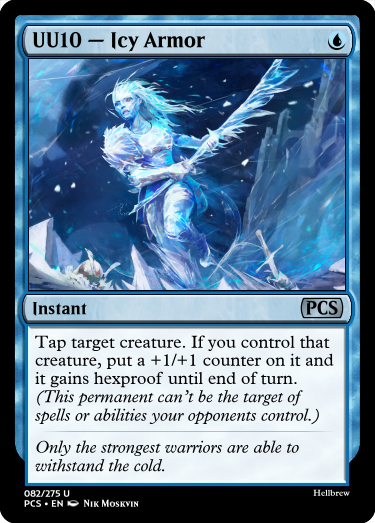 UU10 — Icy Armor
Instant
PCS
Tap target creature. If you control that
creature, put a +1/+1 counter on it and
it gains hexproof until end of turn.
(This permanent can't be the target of
spells or abilities your opponents control.)
Only the strongest warriors are able to
withstand the cold.
082/275 U
Hellbrew
PCS • EN Nik Moskvin